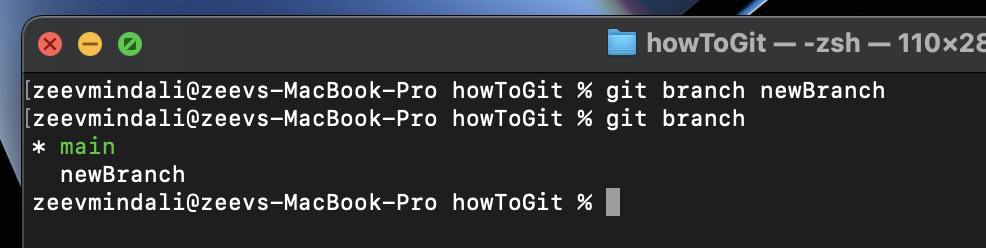 howToGit — -zsh — 110×28
[zeevmindali@zeevs-MacBook-Pro howToGit % git branch newBranch
[zeevmindali@zeevs-MacBook-Pro howToGit % git branch
* main
  newBranch
zeevmindali@zeevs-MacBook-Pro howToGit %